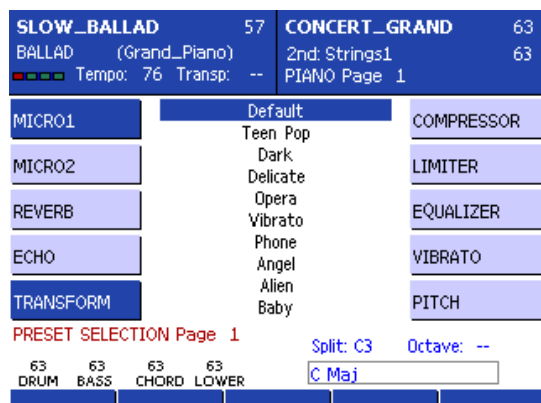 SLOW_BALLAD 57
BALLAD (Grand_Piano)
Tempo: 76 Transp: --
CONCERT_GRAND 63
2nd: Strings1 63
PIANO Page 1
MICRO1
MICRO2
REVERB
ECHO
TRANSFORM
Default
Teen Pop
Dark
Delicate
Opera
Vibrato
Phone
Angel
Alien
Baby
COMPRESSOR
LIMITER
EQUALIZER
VIBRATO
PITCH
PRESET SELECTION Page 1
Split: C3 Octave: --
63 63 63 63
DRUM BASS CHORD LOWER
C Maj